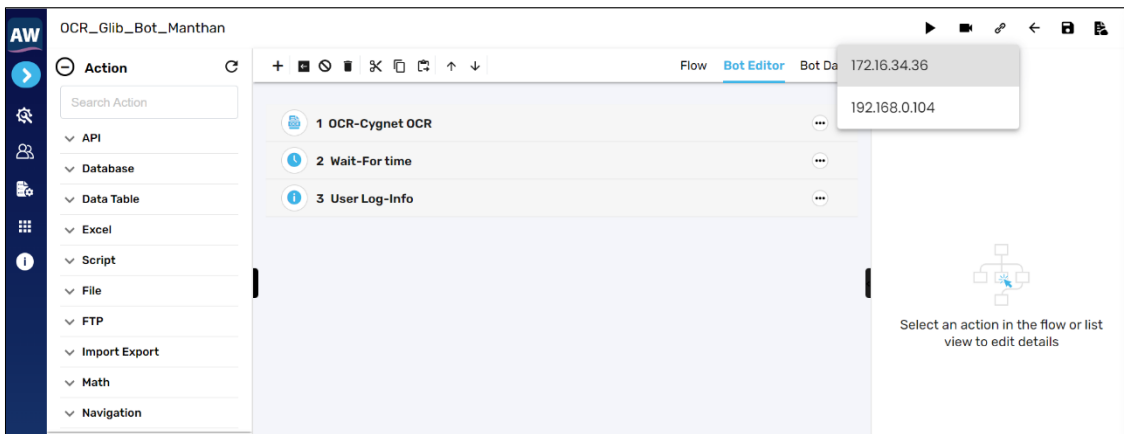 AW
OCR_Glib_Bot_Manthan
Action
Search Action
API
Database
Data Table
Excel
Script
File
FTP
Import Export
Math
Navigation
Flow Bot Editor Bot Da
1 OCR-Cygnet OCR
2 Wait-For time
3 User Log-Info
172.16.34.36
192.168.0.104
Select an action in the flow or list
view to edit details